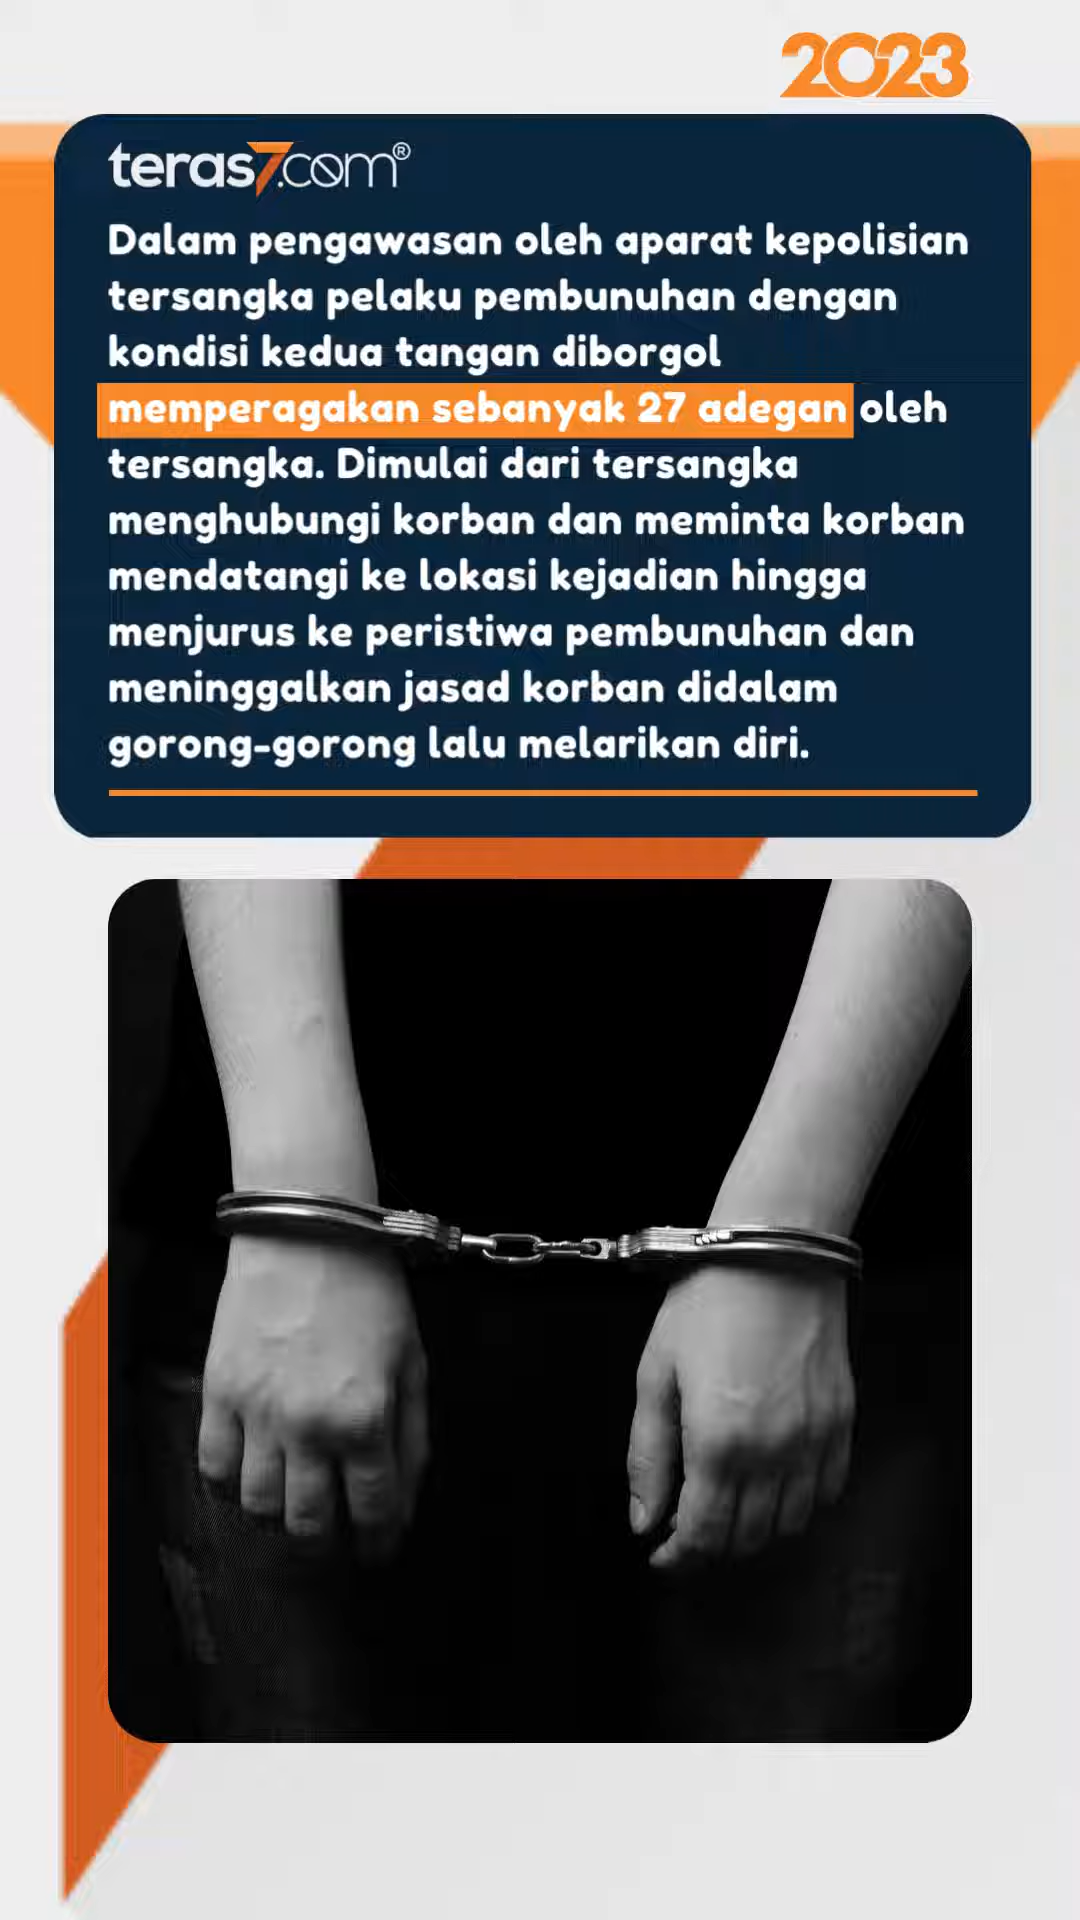 2023
teras7.com®
Dalam pengawasan oleh aparat kepolisian
tersangka pelaku pembunuhan dengan
kondisi kedua tangan diborgol
memperagakan sebanyak 27 adegan oleh
tersangka. Dimulai dari tersangka
menghubungi korban dan meminta korban
mendatangi ke lokasi kejadian hingga
menjurus ke peristiwa pembunuhan dan
meninggalkan jasad korban didalam
gorong-gorong lalu melarikan diri.